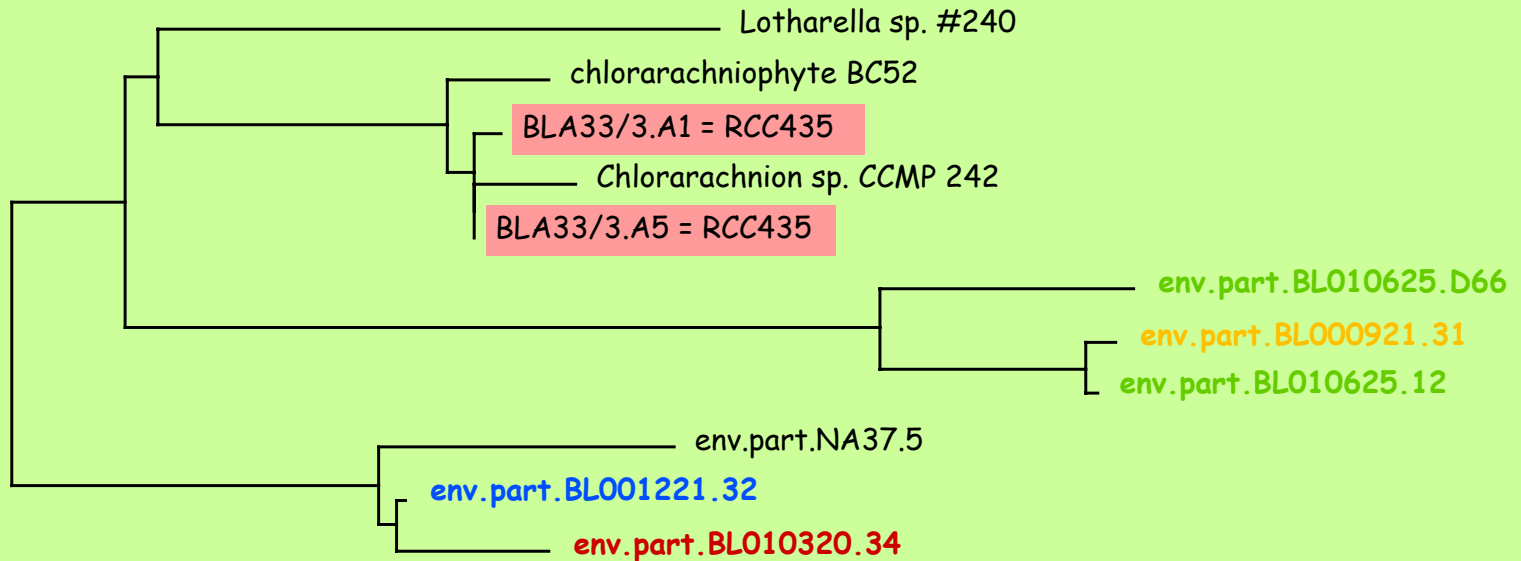 Lotharella sp. #240
chlorarachniophyte BC52
BLA33/3.A1 = RCC435
Chlorarachnion sp. CCMP 242
BLA33/3.A5 = RCC435
env.part.BL010625.D66
env.part.BL000921.31
env.part.BL010625.12
env.part.NA37.5
env.part.BL001221.32
env.part.BL010320.34